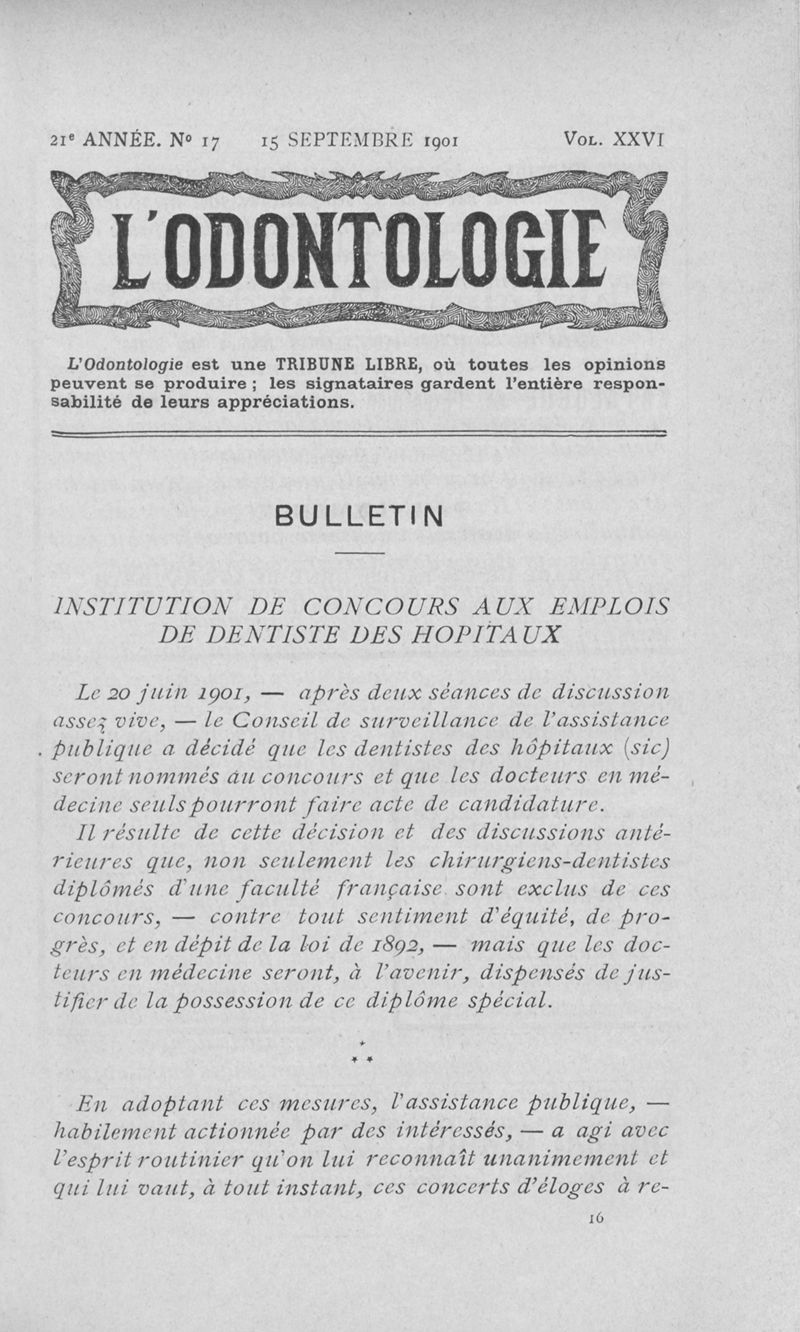 21e ANNÉE. No 17 15 SEPTEMBRE 1901 VOL. XXVI
L'ODONTOLOGIE
L'Odontologie est une TRIBUNE LIBRE, où toutes les opinions
peuvent se produire ; les signataires gardent l'entière respon-
sabilité de leurs appréciations.
BULLETIN
INSTITUTION DE CONCOURS AUX EMPLOIS
DE DENTISTE DES HOPITAUX
Le 20 juin 1901, — après deux séances de discussion
assez vive, — le Conseil de surveillance de l'assistance
publique a décidé que les dentistes des hôpitaux (sic)
seront nommés au concours et que les docteurs en mé-
decine seuls pourront faire acte de candidature.
Il résulte de cette décision et des discussions anté-
rieures que, non seulement les chirurgiens-dentistes
diplômés d'une faculté française sont exclus de ces
concours, — contre tout sentiment d'équité, de pro-
grès, et en dépit de la loi de 1892, — mais que les doc-
teurs en médecine seront, à l'avenir, dispensés de jus-
tifier de la possession de ce diplôme spécial.
*
* *
En adoptant ces mesures, l'assistance publique, —
habilement actionnée par des intéressés, — a agi avec
l'esprit routinier qu'on lui reconnaît unanimement et
qui lui vaut, à tout instant, ces concerts d'éloges à re-
16